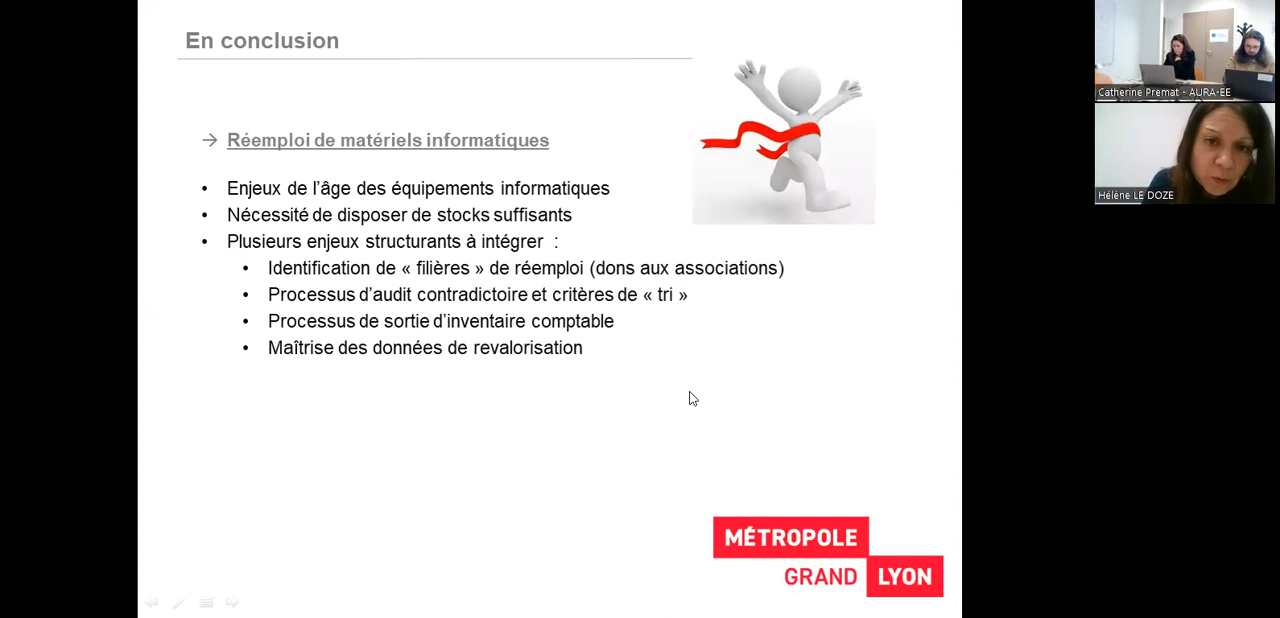 En conclusion
→ Réemploi de matériels informatiques
• Enjeux de l’âge des équipements informatiques
• Nécessité de disposer de stocks suffisants
• Plusieurs enjeux structurants à intégrer :
• Identification de « filières » de réemploi (dons aux associations)
• Processus d’audit contradictoire et critères de « tri »
• Processus de sortie d’inventaire comptable
• Maîtrise des données de revalorisation
MÉTROPOLE
GRAND LYON
Catherine Premat - AURA-EE
Hélène LE DOZE